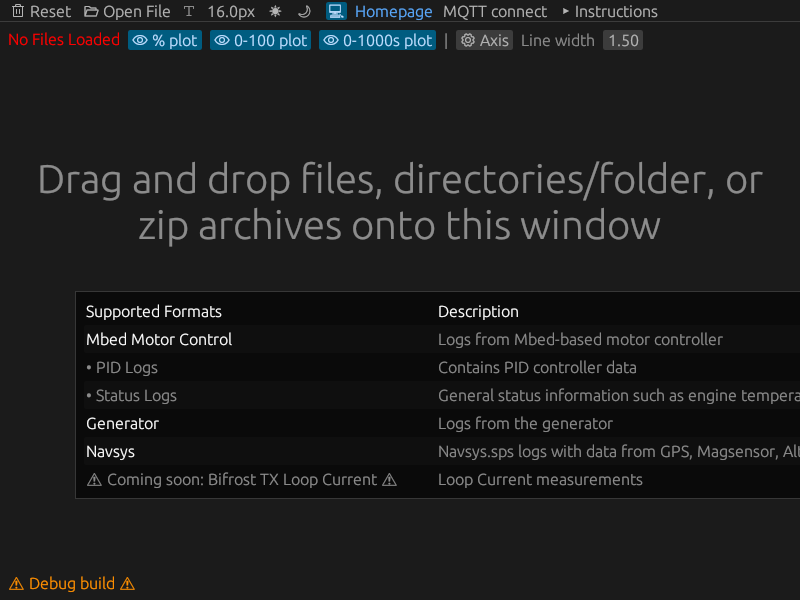 Reset Open File T 16.0px Homepage MQTT connect ‣ Instructions
No Files Loaded % plot 0-100 plot 0-1000s plot | Axis Line width 1.50
Drag and drop files, directories/folder, or
zip archives onto this window
Supported Formats Description
Mbed Motor Control Logs from Mbed-based motor controller
• PID Logs Contains PID controller data
• Status Logs General status information such as engine tempera
Generator Logs from the generator
Navsys Navsys.sps logs with data from GPS, Magsensor, Alt
⚠ Coming soon: Bifrost TX Loop Current ⚠ Loop Current measurements
⚠ Debug build ⚠